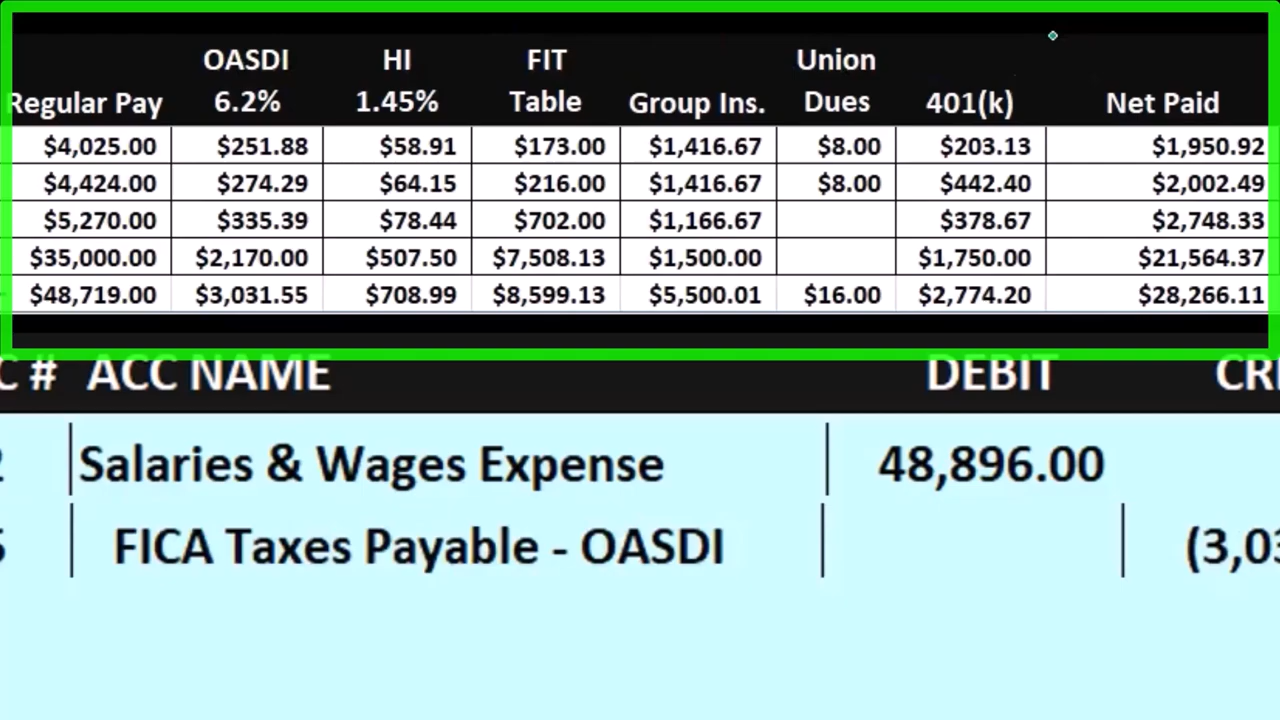 OASDI HI FIT Union
Regular Pay 6.2% 1.45% Table Group Ins. Dues 401(k) Net Paid
$4,025.00 $251.88 $58.91 $173.00 $1,416.67 $8.00 $203.13 $1,950.92
$4,424.00 $274.29 $64.15 $216.00 $1,416.67 $8.00 $442.40 $2,002.49
$5,270.00 $335.39 $78.44 $702.00 $1,166.67 $378.67 $2,748.33
$35,000.00 $2,170.00 $507.50 $7,508.13 $1,500.00 $1,750.00 $21,564.37
$48,719.00 $3,031.55 $708.99 $8,599.13 $5,500.01 $16.00 $2,774.20 $28,266.11
C # ACC NAME DEBIT CR
Salaries & Wages Expense 48,896.00
FICA Taxes Payable - OASDI (3,03